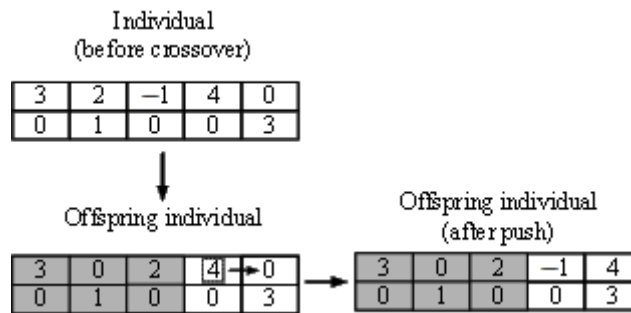 Individual
(before crossover)
3 2 −1 4 0
0 1 0 0 3
Offspring individual
3 0 2 4 0
0 1 0 0 3
Offspring individual
(after push)
3 0 2 −1 4
0 1 0 0 3